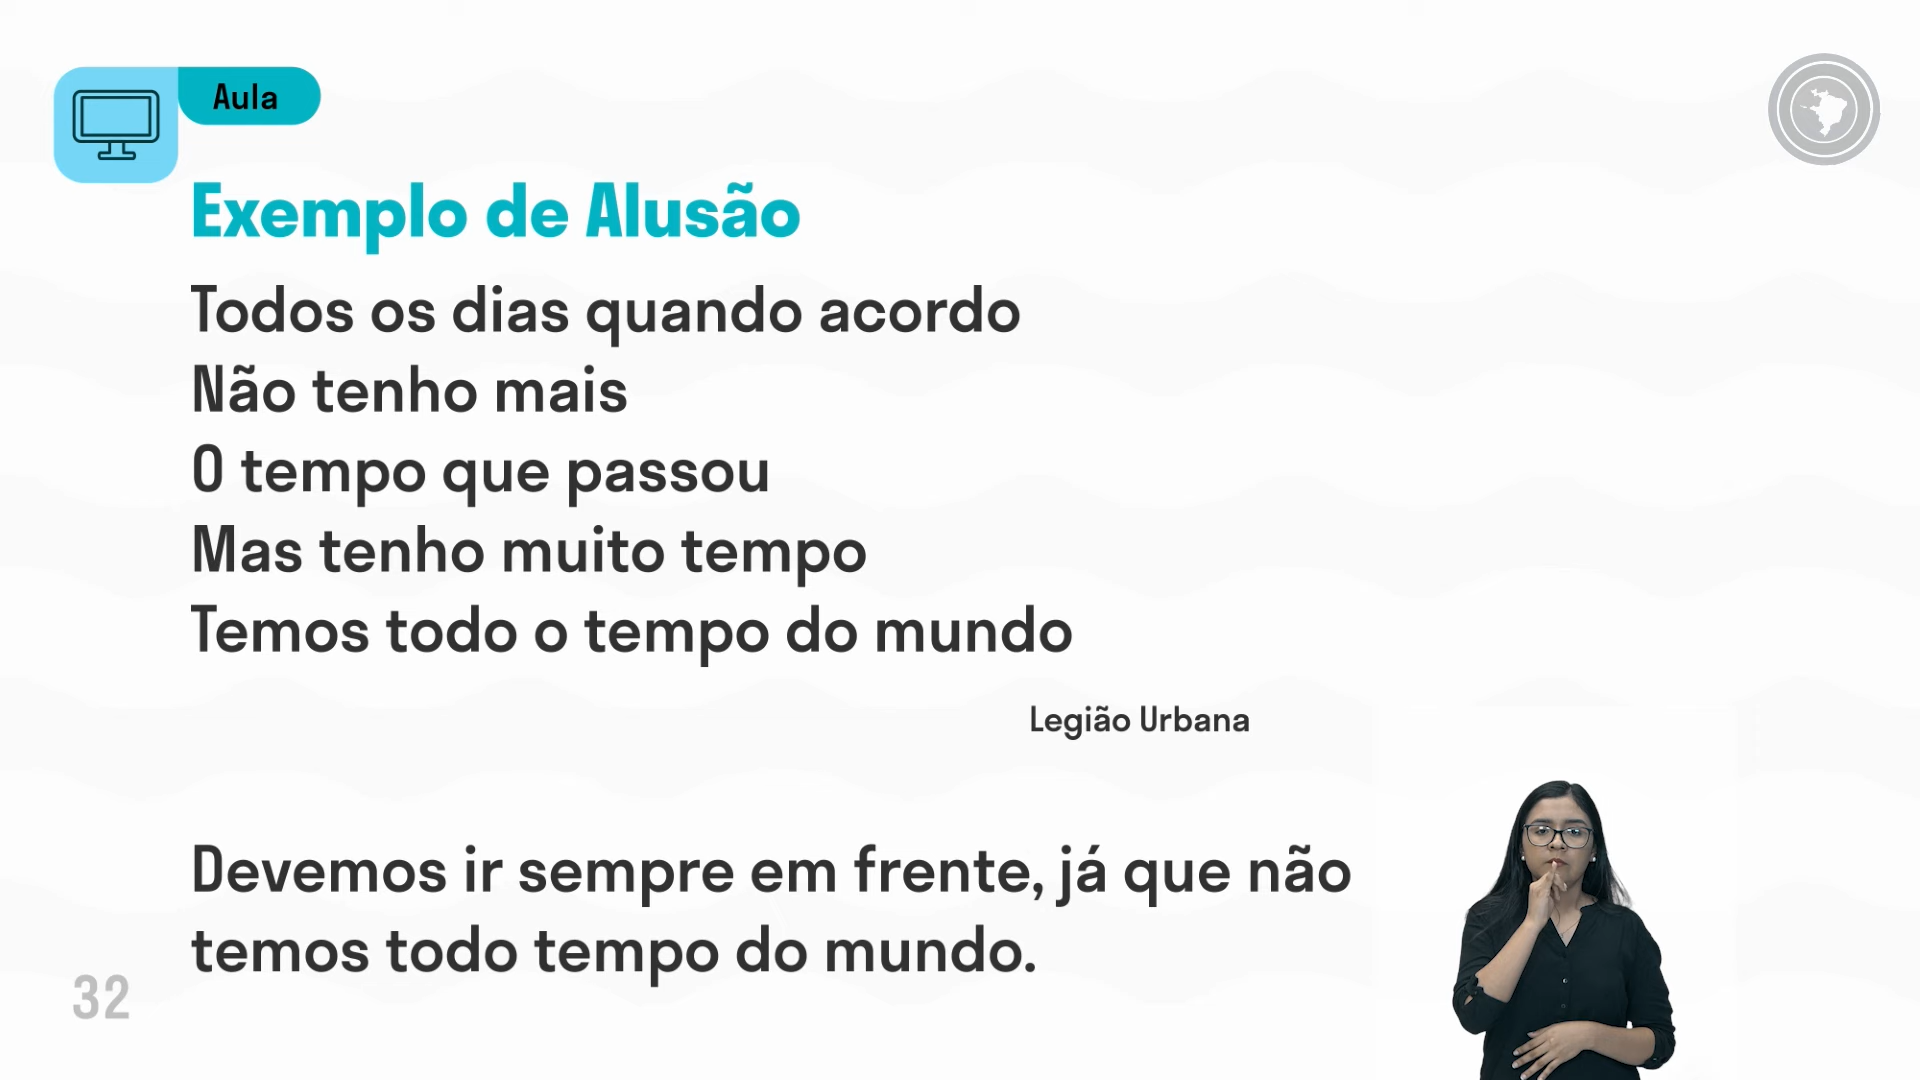 Aula
Exemplo de Alusão
Todos os dias quando acordo
Não tenho mais
O tempo que passou
Mas tenho muito tempo
Temos todo o tempo do mundo
Legião Urbana
Devemos ir sempre em frente, já que não
temos todo tempo do mundo.
32